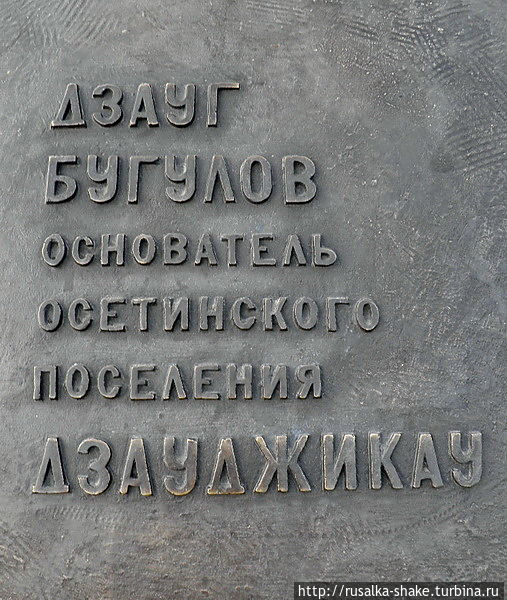 ДЗАУГ
БУГУЛОВ
ОСНОВАТЕЛЬ
ОСЕТИНСКОГО
ПОСЕЛЕНИЯ
ДЗАУДЖИКАУ
http://rusalka-shake.turbina.ru